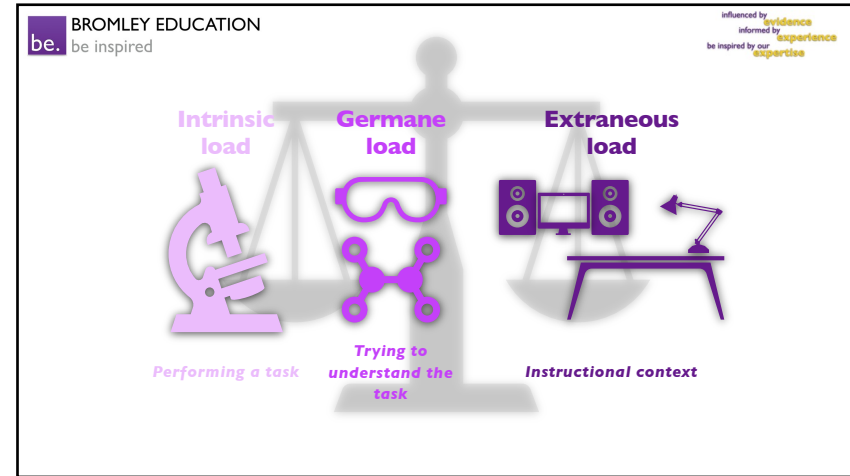 BROMLEY EDUCATION
be. be inspired
influenced by
evidence
informed by
experience
be inspired by our
expertise
Intrinsic
load
Germane
load
Extraneous
load
Performing a task
Trying to
understand the
task
Instructional context